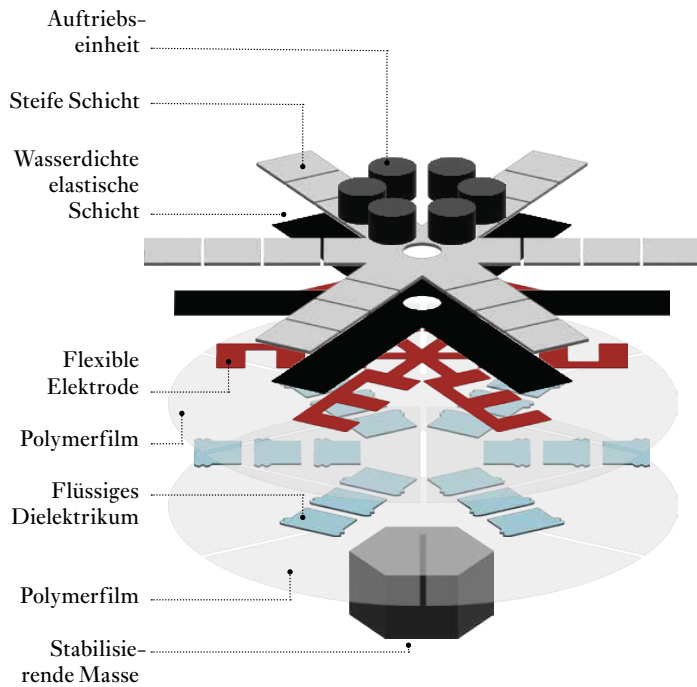 Auftriebs-
einheit
Steife Schicht
Wasserdichte
elastische
Schicht
Flexible
Elektrode
Polymerfilm
Flüssiges
Dielektrikum
Polymerfilm
Stabilisie-
rende Masse